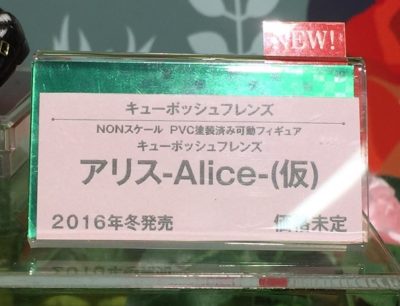 NEW!
キューポッシュフレンズ
NONスケール PVC塗装済み可動フィギュア
キューポッシュフレンズ
アリス-Alice-(仮)
2016年冬発売 価格未定